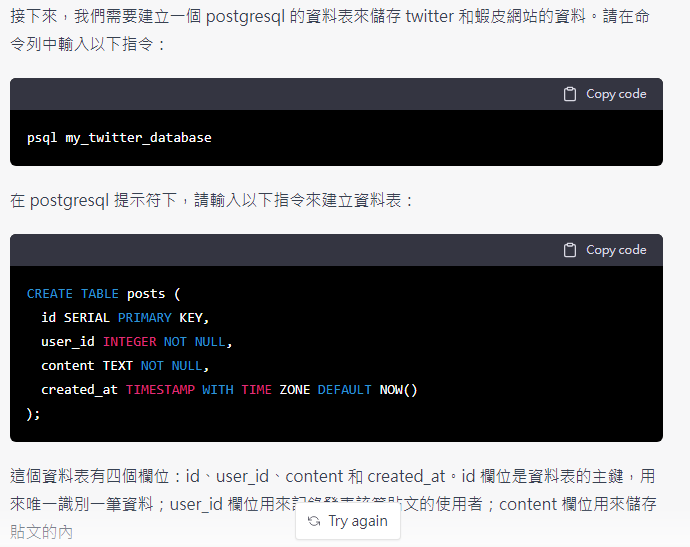 接下來，我們需要建立一個 postgresql 的資料表來儲存 twitter 和蝦皮網站的資料。請在命
令列中輸入以下指令：
Copy code
psql my_twitter_database
在 postgresql 提示符下，請輸入以下指令來建立資料表：
Copy code
CREATE TABLE posts (
  id SERIAL PRIMARY KEY,
  user_id INTEGER NOT NULL,
  content TEXT NOT NULL,
  created_at TIMESTAMP WITH TIME ZONE DEFAULT NOW()
);
這個資料表有四個欄位：id、user_id、content 和 created_at。id 欄位是資料表的主鍵，用
來唯一識別一筆資料；user_id 欄位用來記錄發表該筆貼文的使用者；content 欄位用來儲存
貼文的內
Try again